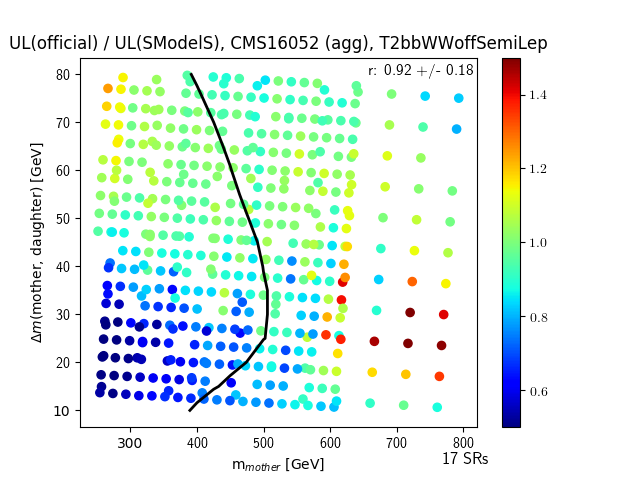 UL(official) / UL(SModelS), CMS16052 (agg), T2bbWWoffSemiLep
r: 0.92 +/- 0.18
80
70
60
50
40
30
20
10
Δm(mother, daughter) [GeV]
300 400 500 600 700 800
m_mother [GeV]
17 SRs
1.4
1.2
1.0
0.8
0.6